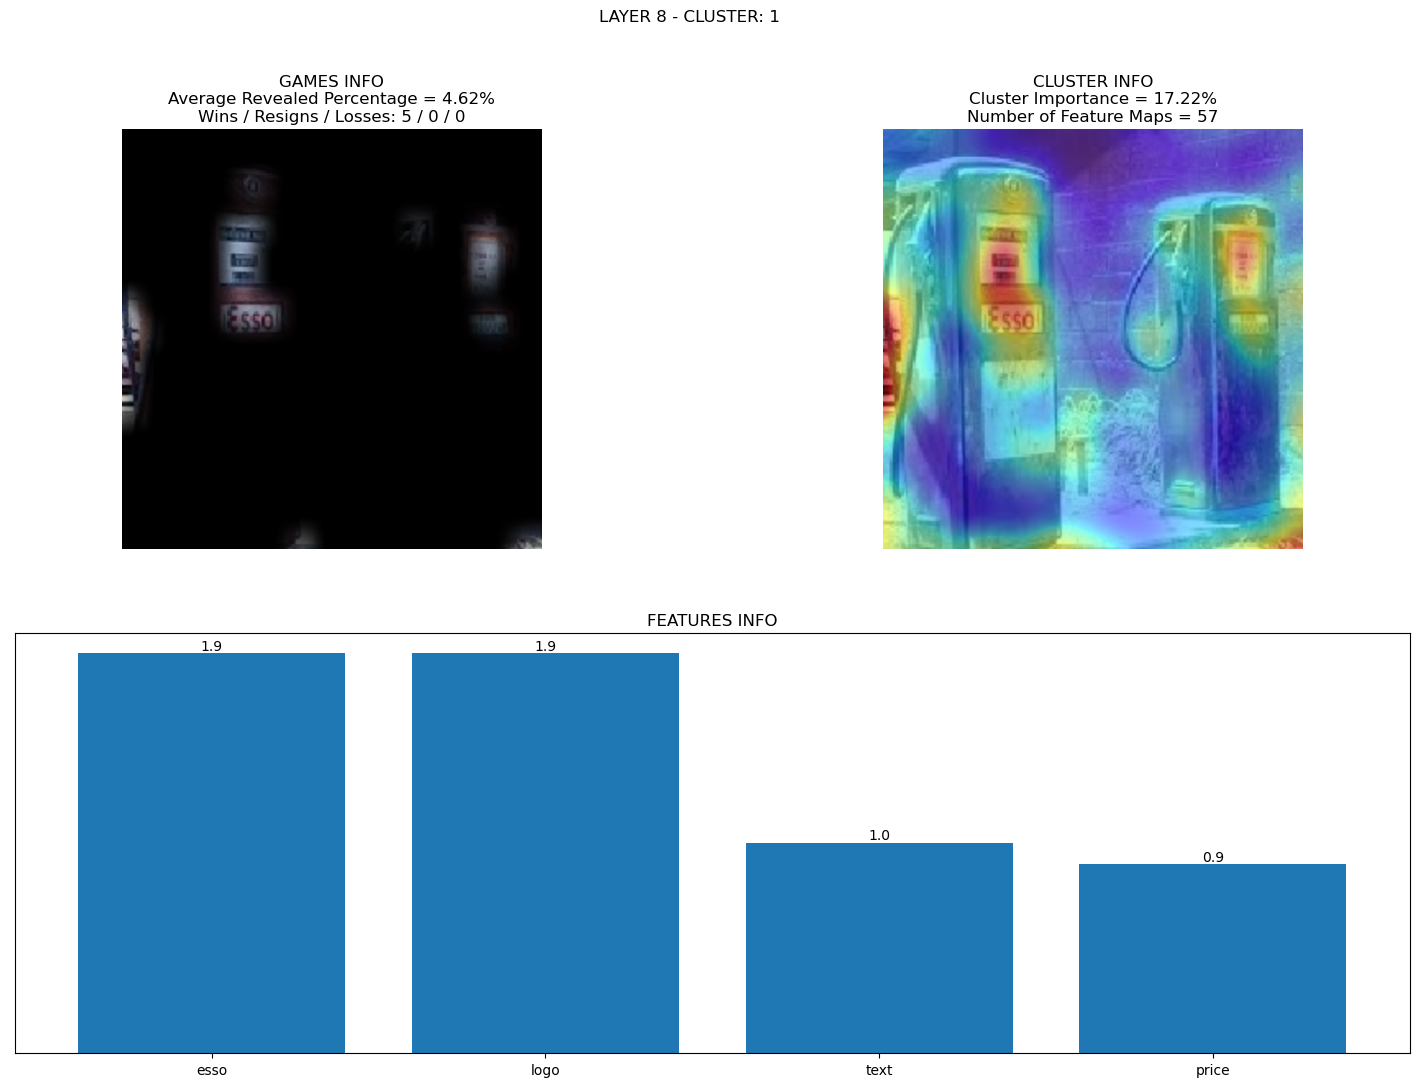 LAYER 8 - CLUSTER: 1
GAMES INFO
Average Revealed Percentage = 4.62%
Wins / Resigns / Losses: 5 / 0 / 0
CLUSTER INFO
Cluster Importance = 17.22%
Number of Feature Maps = 57
ESSO
ESSO
FEATURES INFO
1.9
1.9
1.0
0.9
esso
logo
text
price